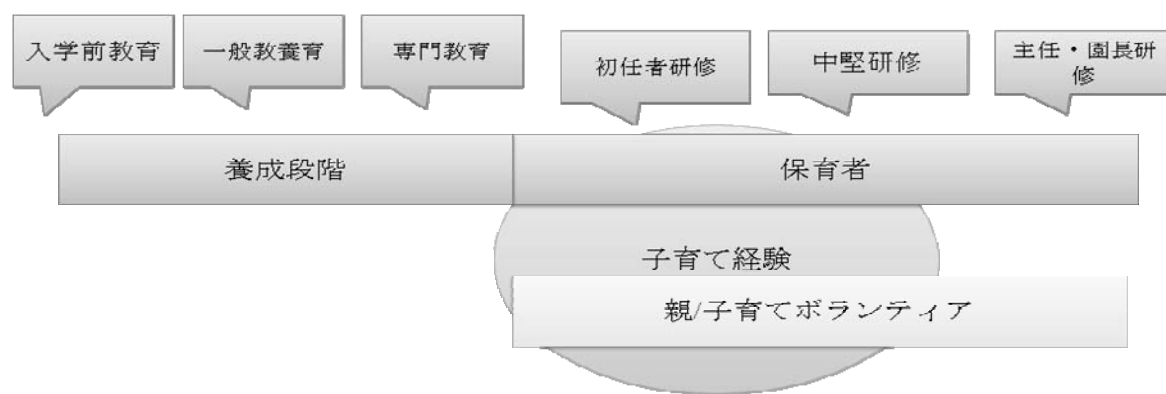 入学前教育
一般教養育
専門教育
初任者研修
中堅研修
主任・園長研
修
養成段階
保育者
子育て経験
親/子育てボランティア